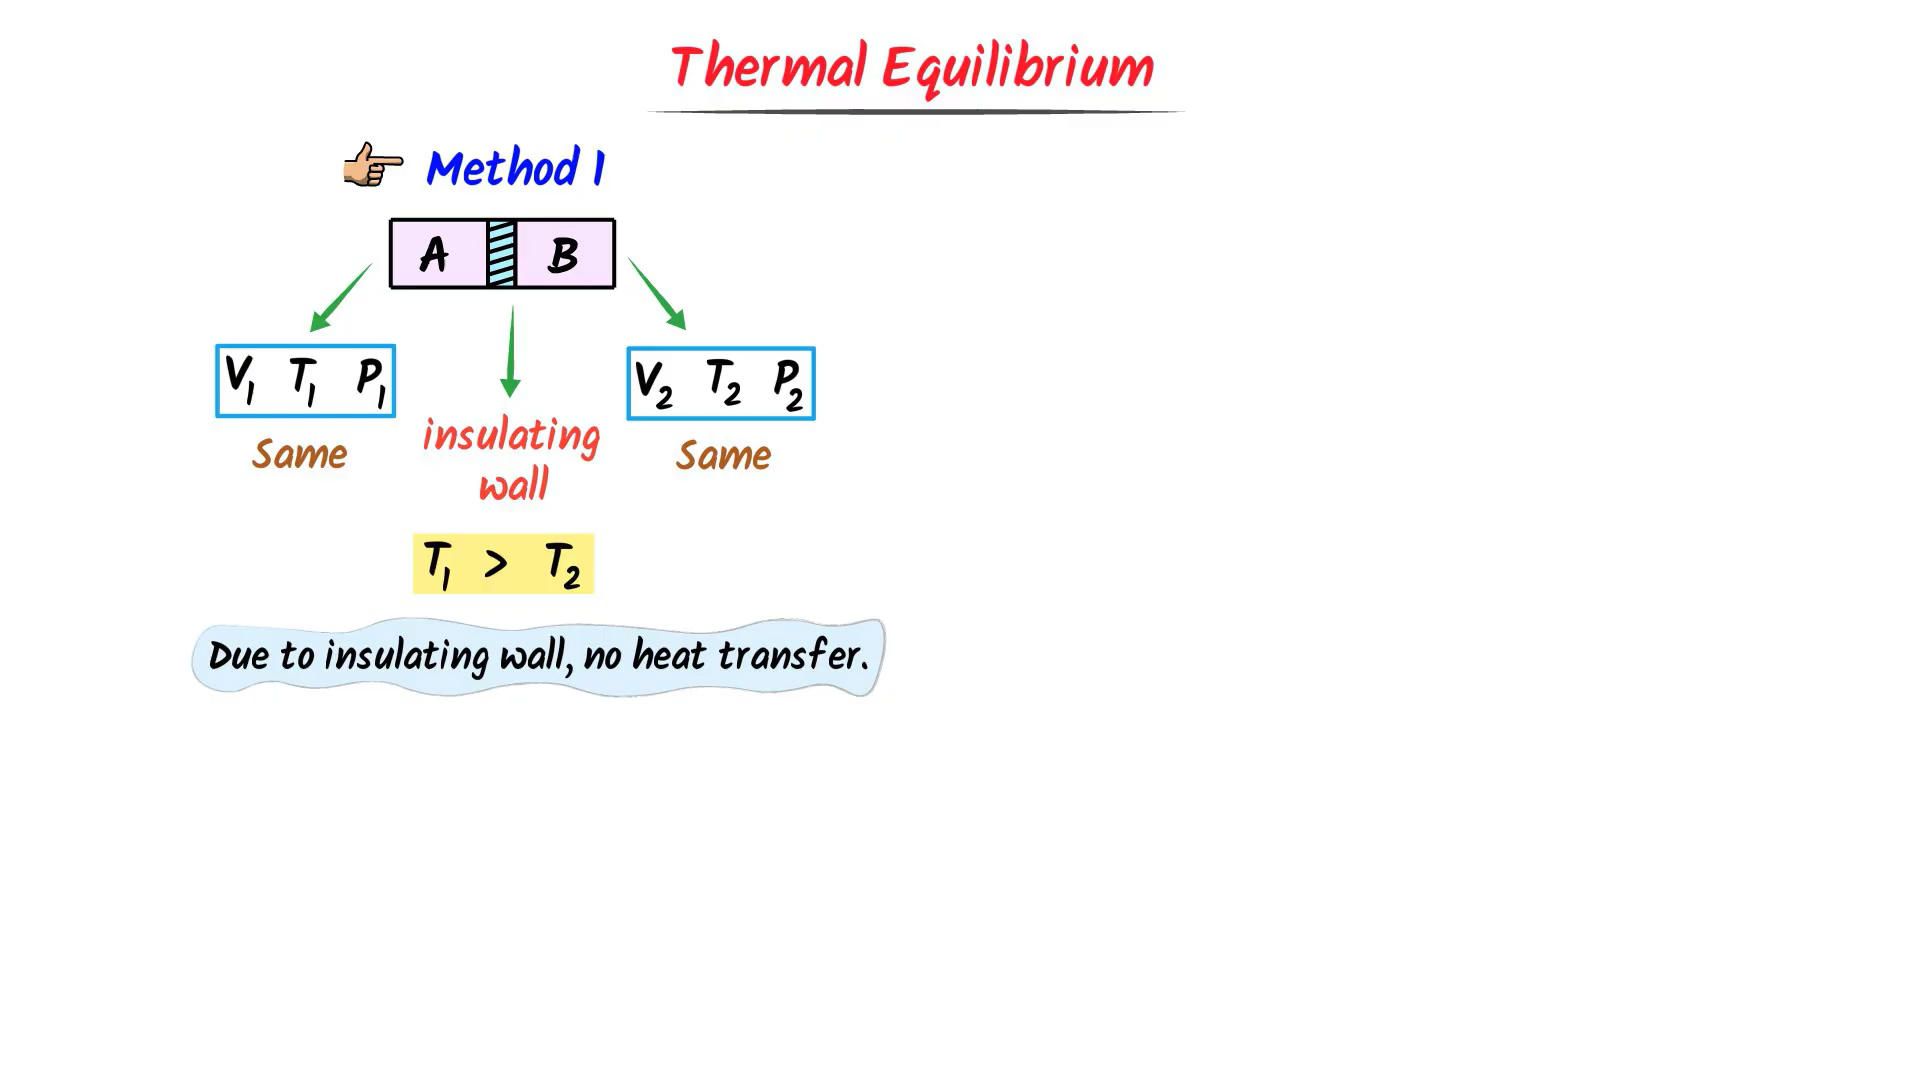 Thermal Equilibrium
Method 1
A B
V₁ T₁ P₁
V₂ T₂ P₂
Same
insulating
wall
Same
T₁ > T₂
Due to insulating wall, no heat transfer.